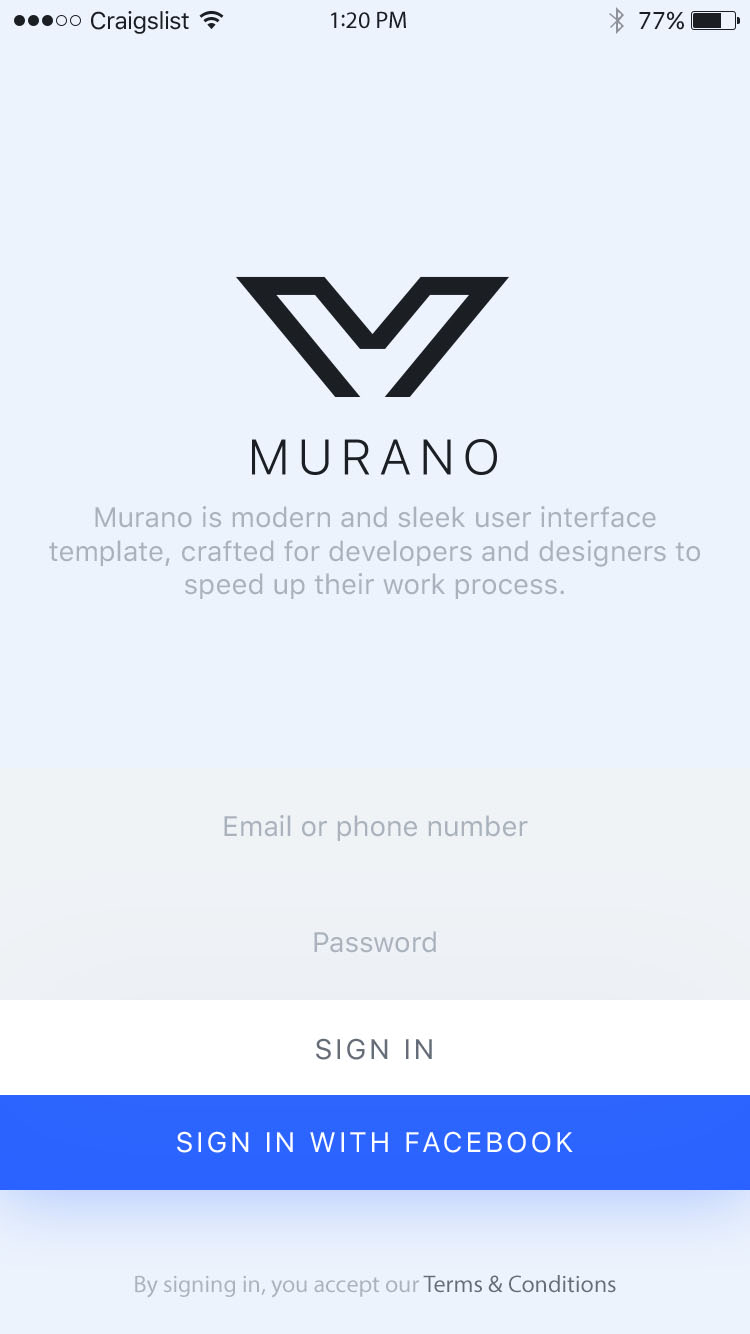 Craigslist 1:20 PM 77%
MURANO
Murano is modern and sleek user interface
template, crafted for developers and designers to
speed up their work process.
Email or phone number
Password
SIGN IN
SIGN IN WITH FACEBOOK
By signing in, you accept our Terms & Conditions